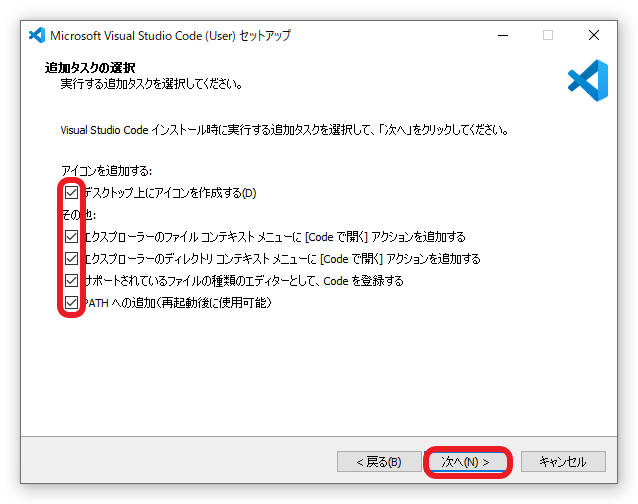 Microsoft Visual Studio Code (User) セットアップ
追加タスクの選択
実行する追加タスクを選択してください。
Visual Studio Code インストール時に実行する追加タスクを選択して、「次へ」をクリックしてください。
アイコンを追加する:
デスクトップ上にアイコンを作成する(D)
その他:
エクスプローラーのファイル コンテキスト メニューに [Code で開く] アクションを追加する
エクスプローラーのディレクトリ コンテキスト メニューに [Code で開く] アクションを追加する
サポートされているファイルの種類のエディターとして、Code を登録する
PATH への追加（再起動後に使用可能）
< 戻る(B) 次へ(N) > キャンセル